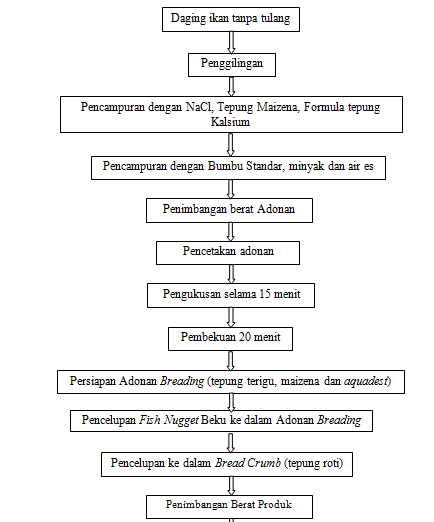 Daging ikan tanpa tulang
Penggilingan
Pencampuran dengan NaCl, Tepung Maizena, Formula tepung
Kalsium
Pencampuran dengan Bumbu Standar, minyak dan air es
Penimbangan berat Adonan
Pencetakan adonan
Pengukusan selama 15 menit
Pembekuan 20 menit
Persiapan Adonan Breading (tepung terigu, maizena dan aquadest)
Pencelupan Fish Nugget Beku ke dalam Adonan Breading
Pencelupan ke dalam Bread Crumb (tepung roti)
Penimbangan Berat Produk